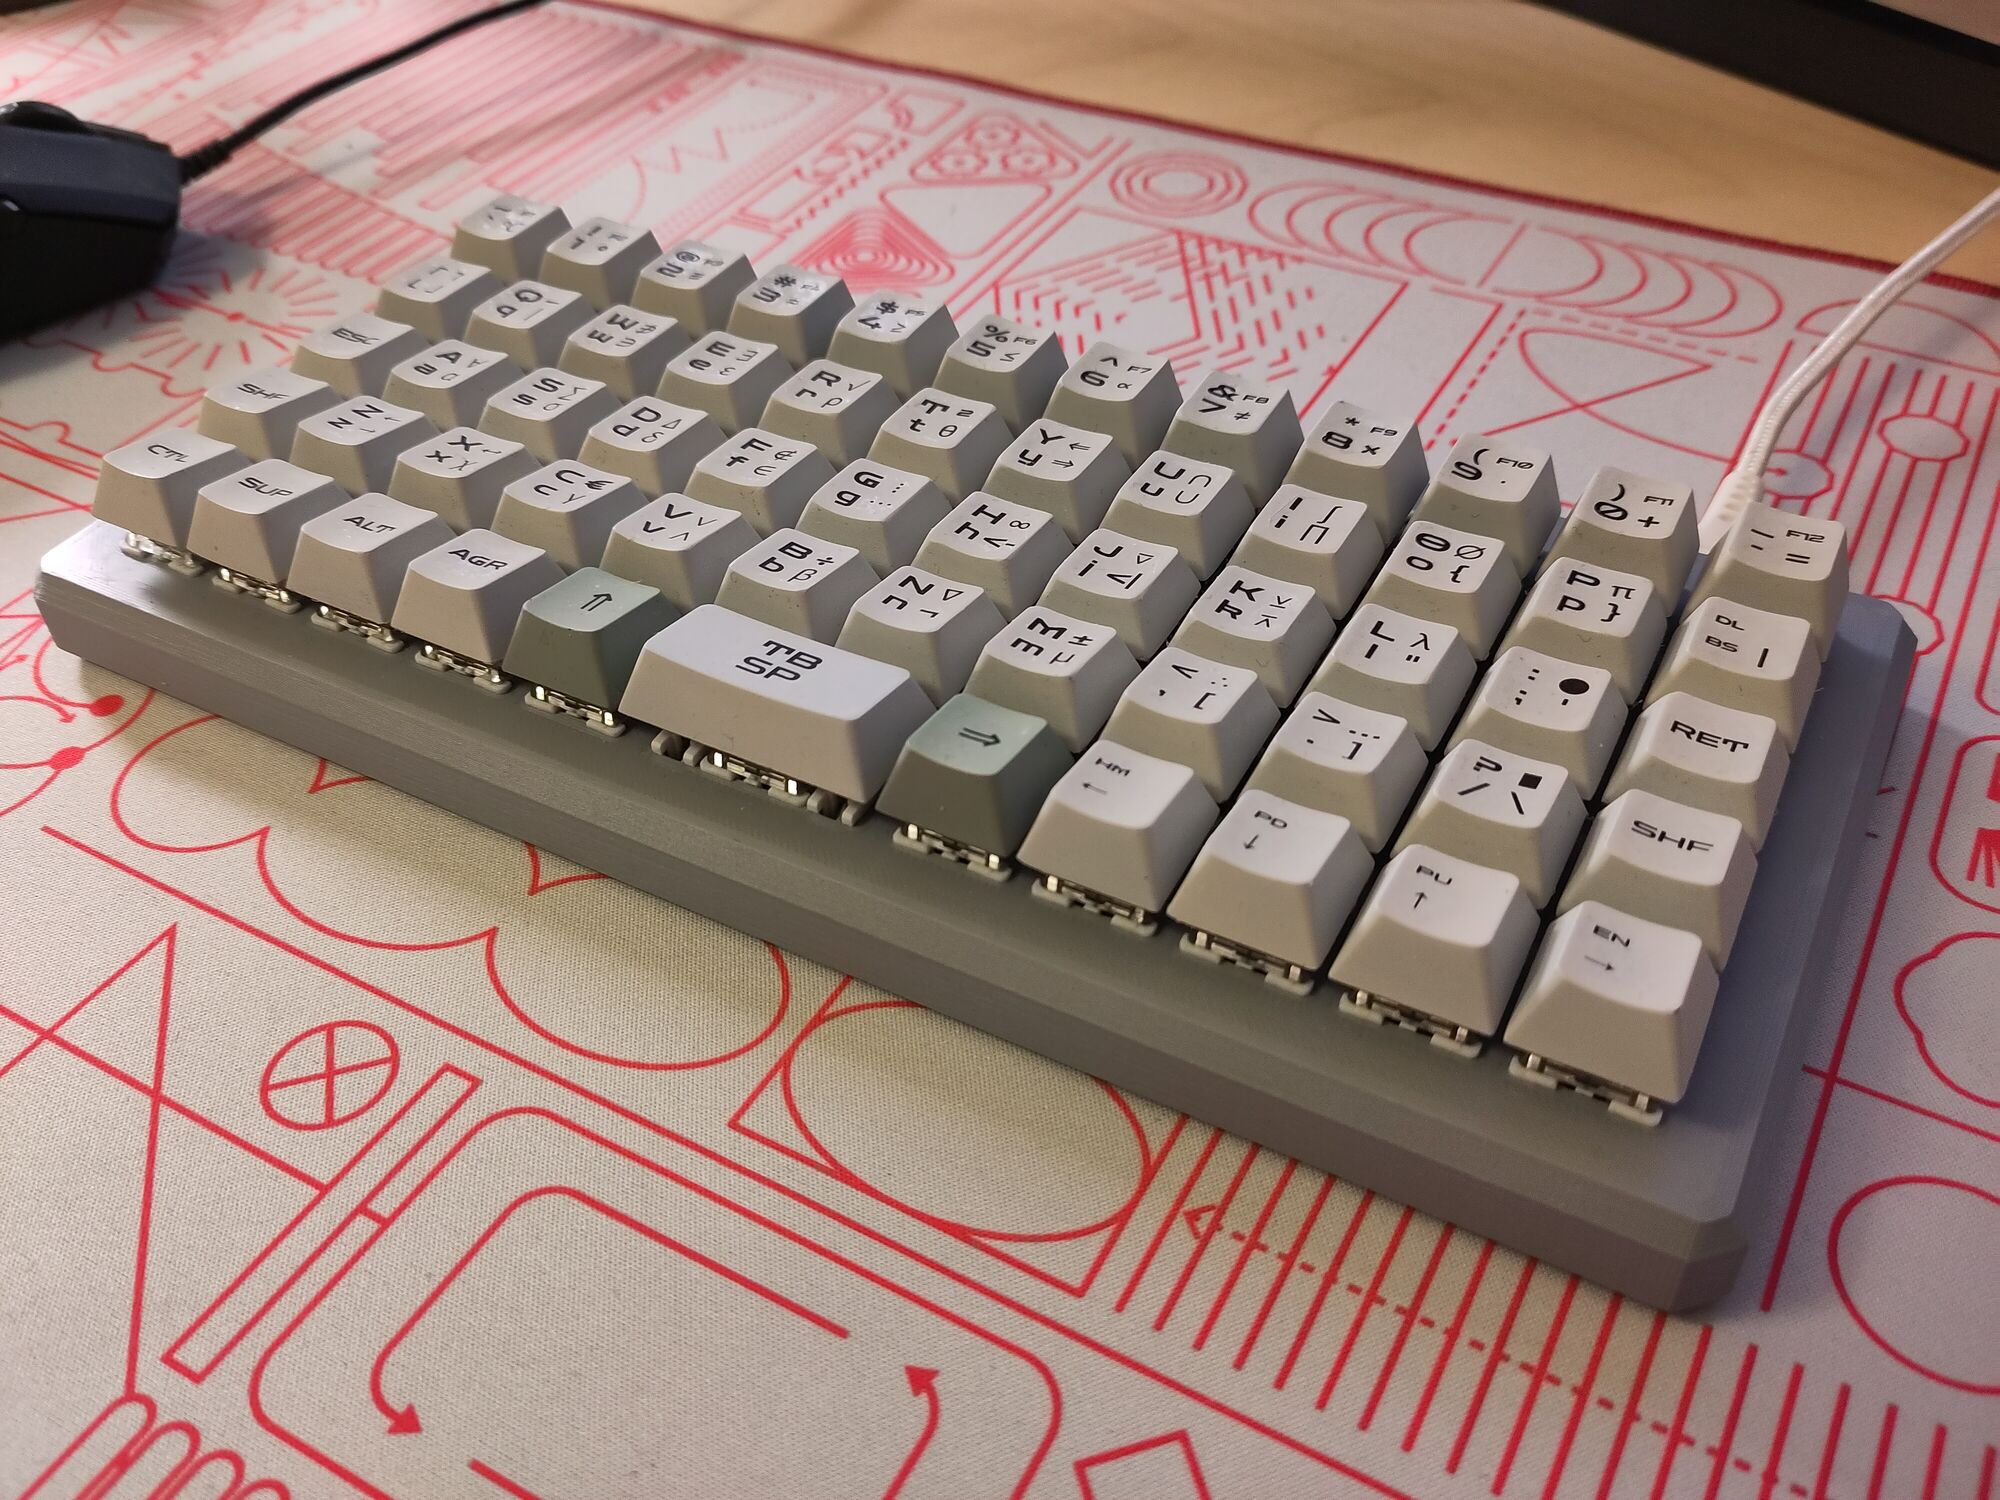 ! F1
1 °
@ F2
2
# F3
3
$ F5
4 ≥
% F6
5 ≤
^ F7
6 α
& F8
7 ≠
* F9
8 ×
( F10
9 .
) F11
0 +
_ F12
- =
Q
q
W
w
E
e ε
R √
r ρ
T
t θ
Y ⇐
y ⇒
U ∩
u ∪
I ∫
i Π
O Ø
o {
P π
p }
DL
BS |
ESC
A ∀
a α
S Σ
s σ
D Δ
d δ
F ∉
f ∈
G
g
H ∞
h
J
j
K ⊻
k ⊼
L λ
l "
: ●
; '
RET
SHF
Z
z
X
x χ
C €
c γ
V ∨
v ∧
B ÷
b β
N ▽
n ¬
M ±
m μ
< ∴
, [
> …
. ]
? ■
/ \
SHF
CTL
SUP
ALT
AGR
⇑
TB
SP
⇒
HM
←
PD
↓
PU
↑
EN
→